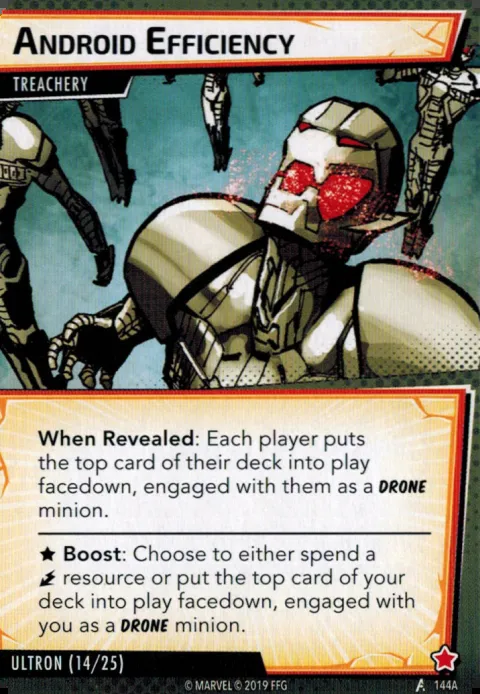 ANDROID EFFICIENCY
TREACHERY
When Revealed: Each player puts
the top card of their deck into play
facedown, engaged with them as a DRONE
minion.
★ Boost: Choose to either spend a
resource or put the top card of your
deck into play facedown, engaged with
you as a DRONE minion.
ULTRON (14/25)
© MARVEL © 2019 FFG
144A